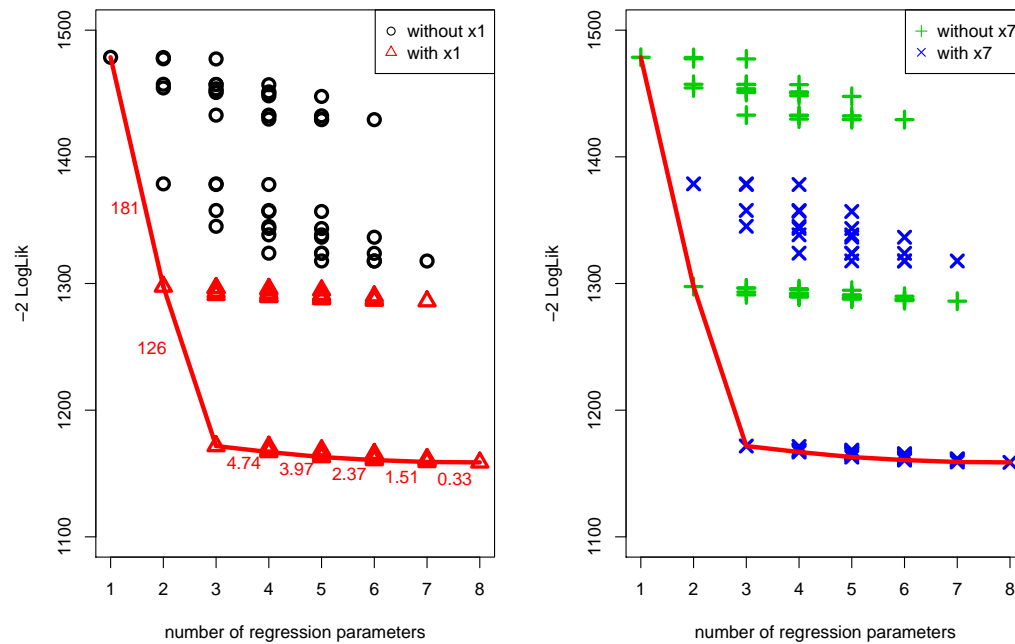 1500
1400
1300
1200
1100
−2 LogLik
without x1
with x1
181
126
4.74
3.97
2.37
1.51
0.33
1 2 3 4 5 6 7 8
number of regression parameters
1500
1400
1300
1200
1100
−2 LogLik
without x7
with x7
1 2 3 4 5 6 7 8
number of regression parameters